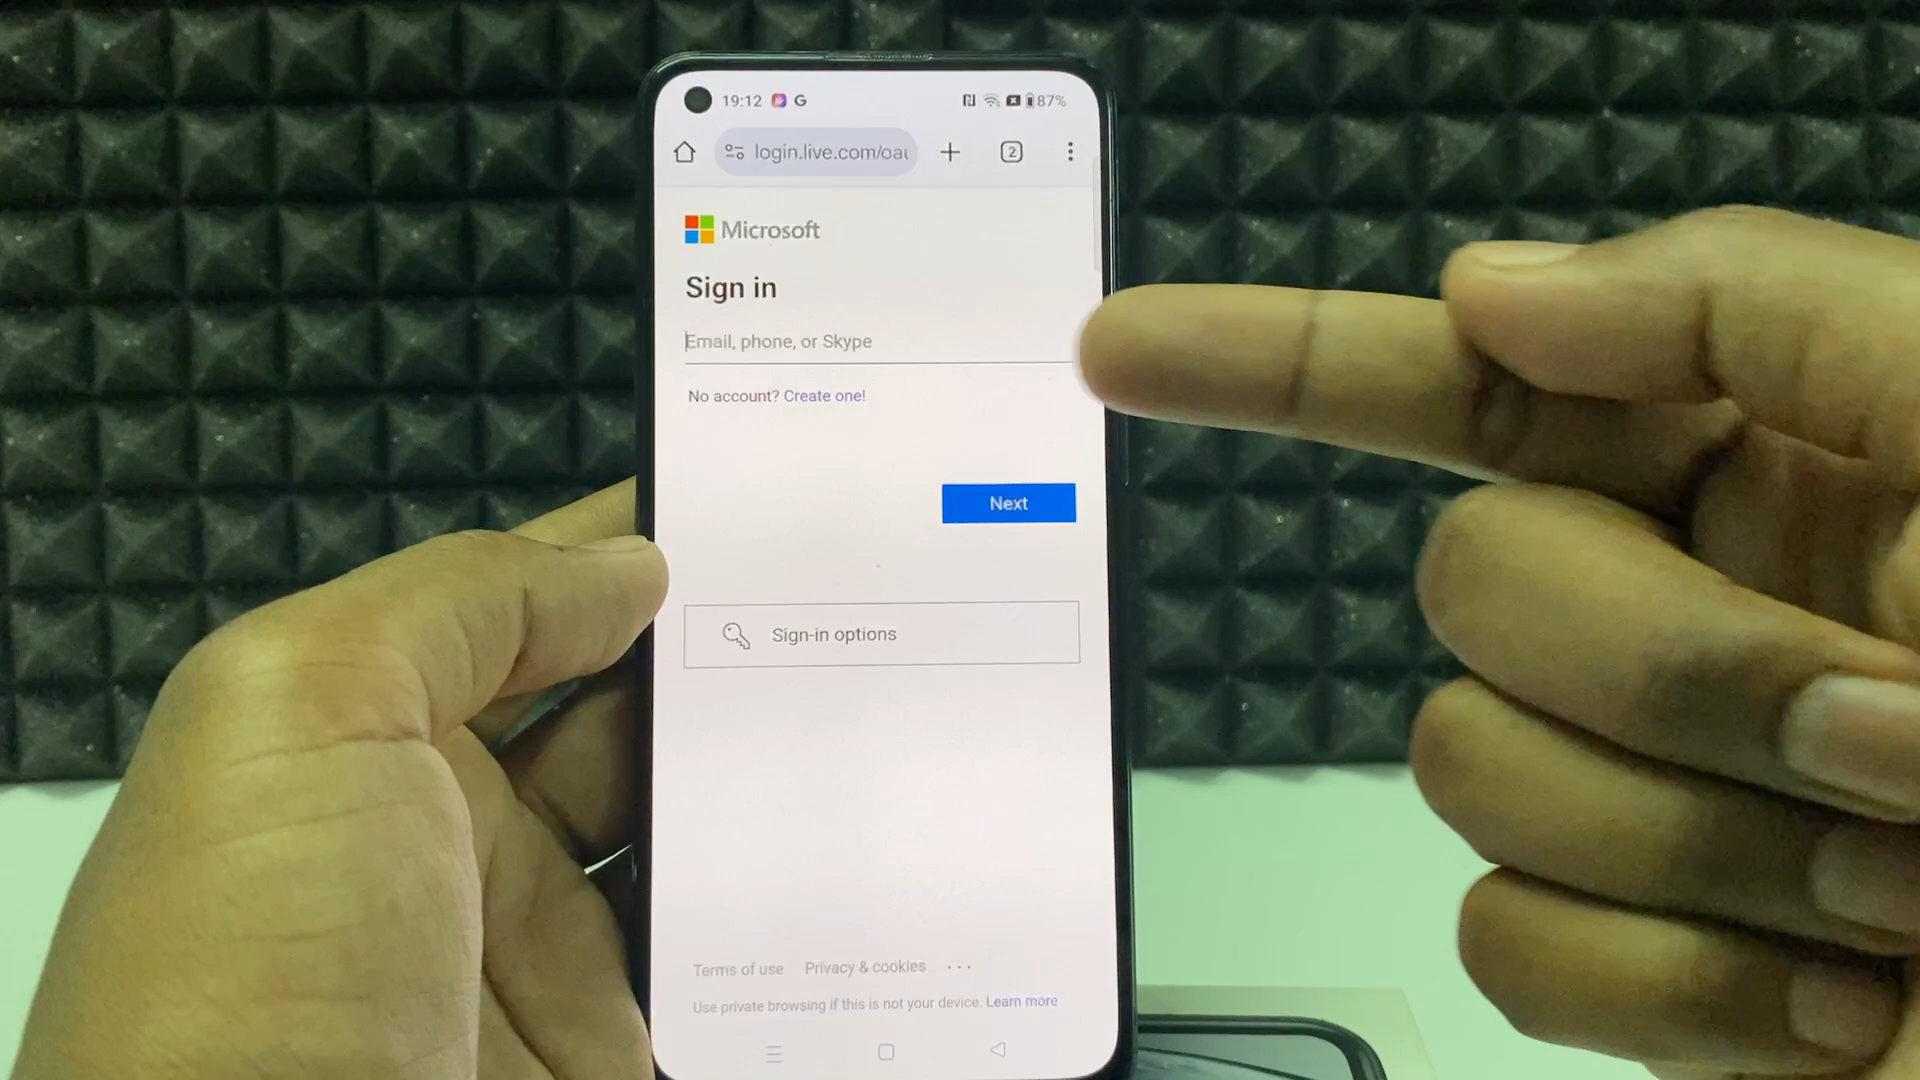 19:12 G 87%
login.live.com/oau 2
Microsoft
Sign in
Email, phone, or Skype
No account? Create one!
Next
Sign-in options
Terms of use Privacy & cookies ...
Use private browsing if this is not your device. Learn more